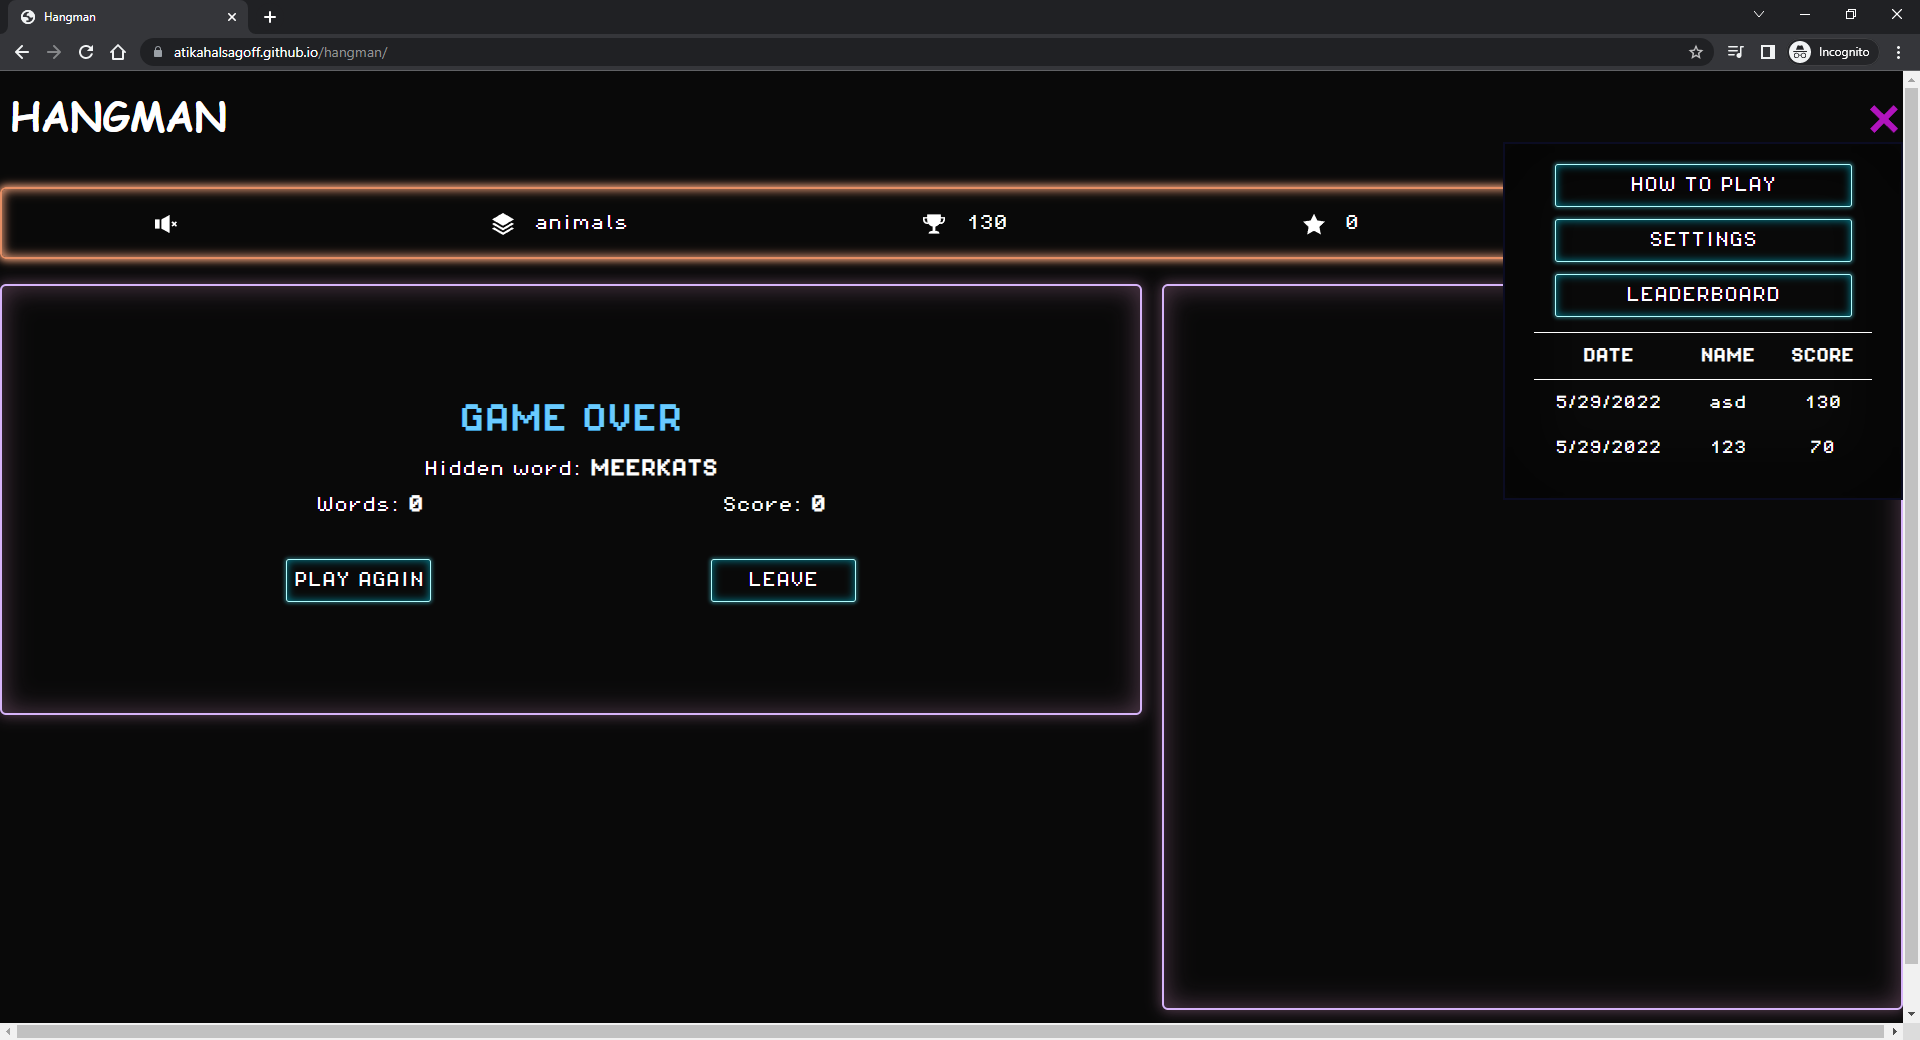 Hangman
atikahalsagoff.github.io/hangman/
Incognito
HANGMAN
animals
130
0
HOW TO PLAY
SETTINGS
LEADERBOARD
DATE NAME SCORE
5/29/2022 asd 130
5/29/2022 123 70
GAME OVER
Hidden word: MEERKATS
Words: 0 Score: 0
PLAY AGAIN LEAVE